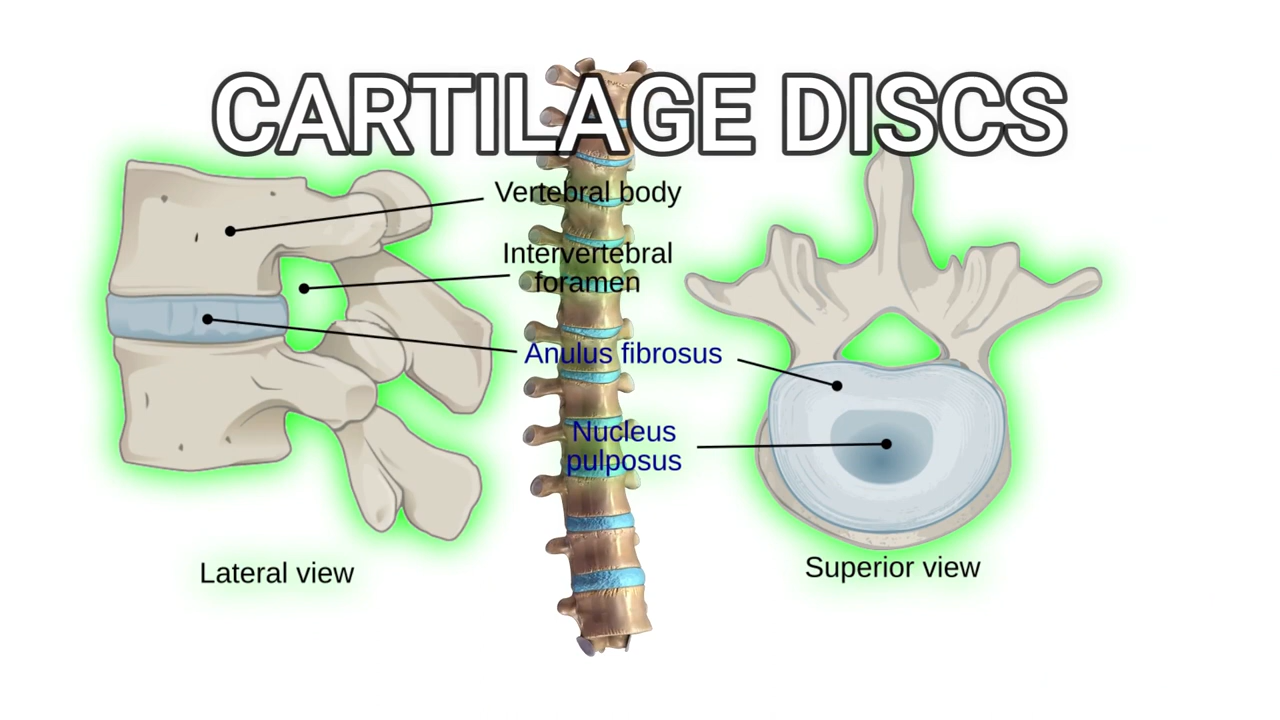 CARTILAGE DISCS
Vertebral body
Intervertebral
foramen
Anulus fibrosus
Nucleus
pulposus
Lateral view
Superior view